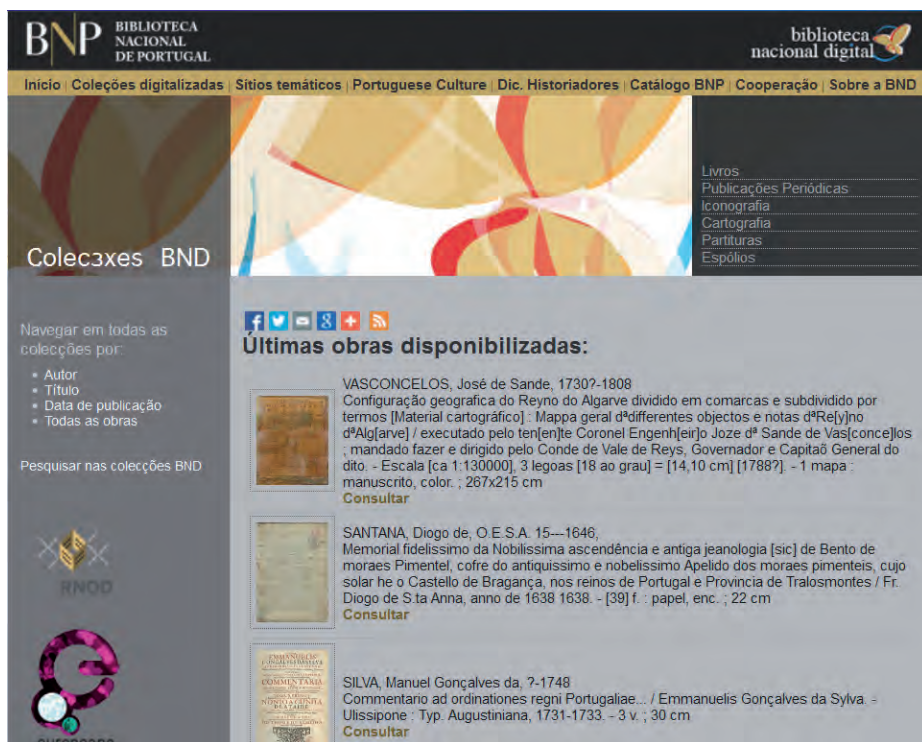 BNP BIBLIOTECA
NACIONAL
DE PORTUGAL
biblioteca
nacional digital
Início | Coleções digitalizadas | Sítios temáticos | Portuguese Culture | Dic. Historiadores | Catálogo BNP | Cooperação | Sobre a BND
Livros
Publicações Periódicas
Iconografia
Cartografia
Partituras
Espólios
Colecɜxes BND
Navegar em todas as
colecções por:
Autor
Título
Data de publicação
Todas as obras
Pesquisar nas colecções BND
RNOD
europeana
Últimas obras disponibilizadas:
VASCONCELOS, José de Sande, 1730?-1808
Configuração geografica do Reyno do Algarve dividido em comarcas e subdividido por
termos [Material cartográfico] : Mappa geral dªdifferentes objectos e notas dªRe[y]no
dªAlg[arve] / executado pelo ten[en]te Coronel Engenh[eir]o Joze dª Sande de Vas[conce]los
; mandado fazer e dirigido pelo Conde de Vale de Reys, Governador e Capitaõ General do
dito. - Escala [ca 1:130000], 3 legoas [18 ao grau] = [14,10 cm] [1788?]. - 1 mapa :
manuscrito, color. ; 267x215 cm
Consultar
SANTANA, Diogo de, O.E.S.A. 15---1646,
Memorial fidelissimo da Nobilissima ascendência e antiga jeanologia [sic] de Bento de
moraes Pimentel, cofre do antiquissimo e nobelissimo Apelido dos moraes pimenteis, cujo
solar he o Castello de Bragança, nos reinos de Portugal e Provincia de Tralosmontes / Fr.
Diogo de S.ta Anna, anno de 1638 1638. - [39] f. : papel, enc. ; 22 cm
Consultar
SILVA, Manuel Gonçalves da, ?-1748
Commentario ad ordinationes regni Portugaliae... / Emmanuelis Gonçalves da Sylva. -
Ulissipone : Typ. Augustiniana, 1731-1733. - 3 v. ; 30 cm
Consultar